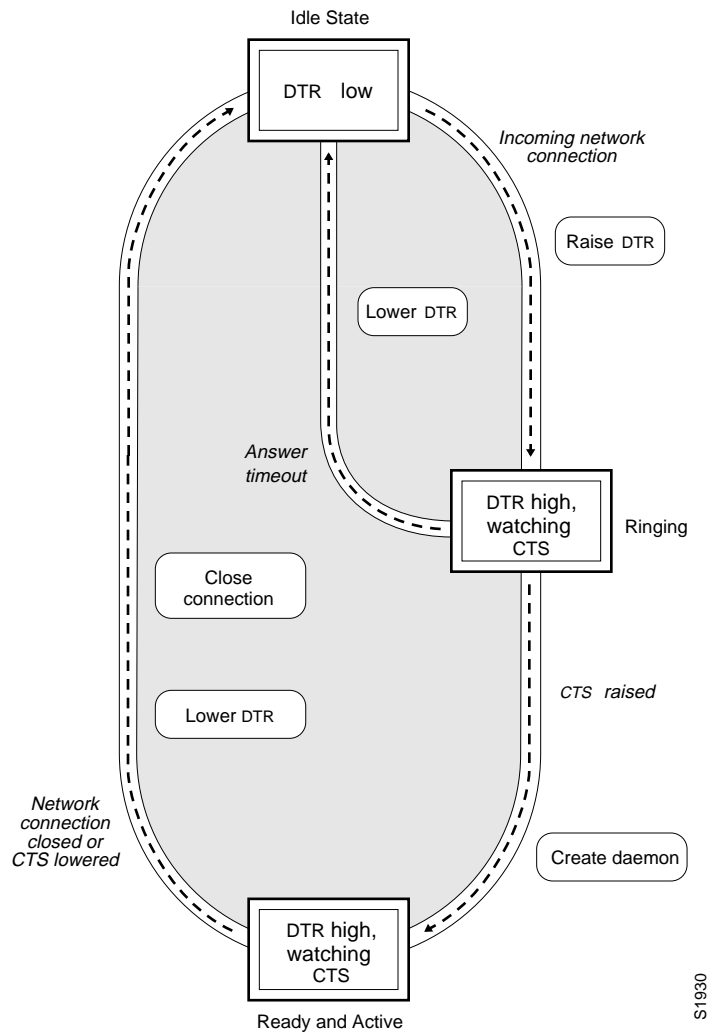 Idle State
DTR low
Incoming network
connection
Raise DTR
Lower DTR
Answer
timeout
DTR high,
watching
CTS
Ringing
Close
connection
CTS raised
Lower DTR
Network
connection
closed or
CTS lowered
Create daemon
DTR high,
watching
CTS
Ready and Active
S1930